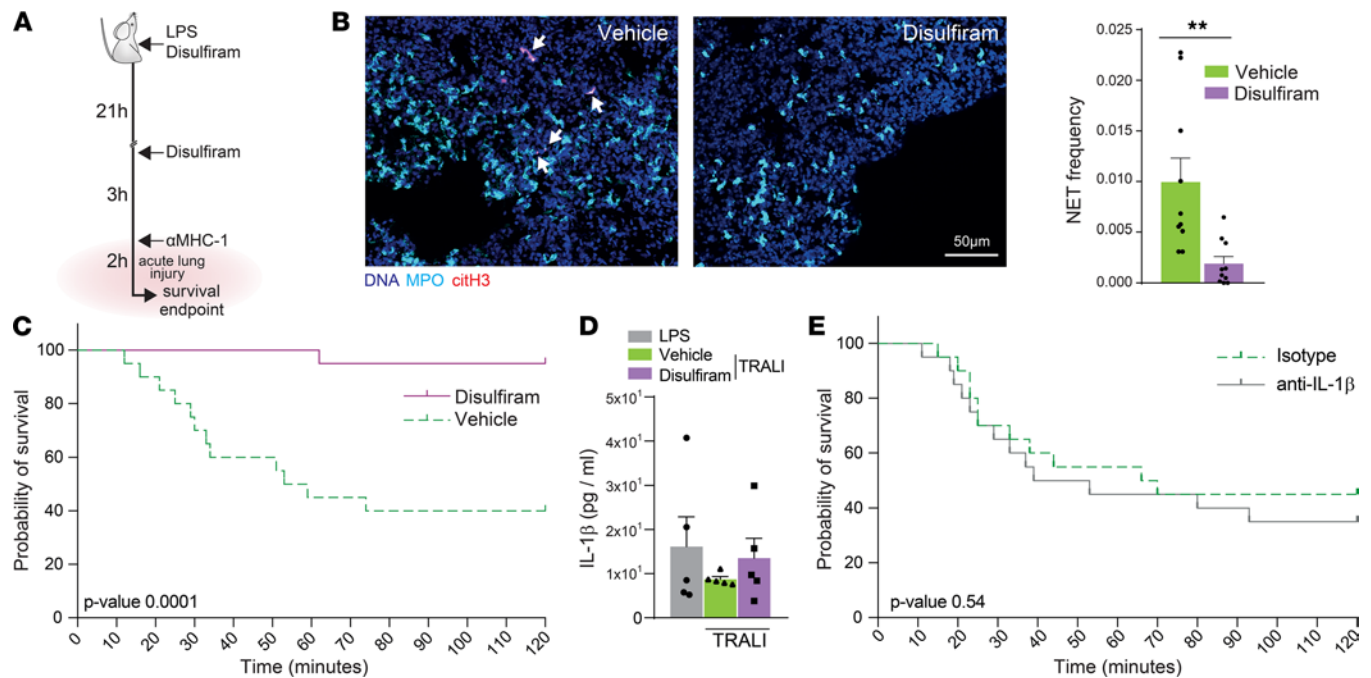 A
LPS
Disulfiram
21h
Disulfiram
3h
αMHC-1
2h
acute lung
injury
survival
endpoint
B
Vehicle
Disulfiram
50μm
DNA MPO citH3
**
NET frequency
0.025
0.020
0.015
0.010
0.005
0.000
Vehicle
Disulfiram
C
Probability of survival
100
80
60
40
20
0
Disulfiram
Vehicle
p-value 0.0001
0 10 20 30 40 50 60 70 80 90 100 110 120
Time (minutes)
D
LPS
Vehicle
Disulfiram
TRALI
IL-1β (pg / ml)
5x10¹
4x10¹
3x10¹
2x10¹
1x10¹
0
TRALI
E
Probability of survival
100
80
60
40
20
0
Isotype
anti-IL-1β
p-value 0.54
0 10 20 30 40 50 60 70 80 90 100 110 120
Time (minutes)